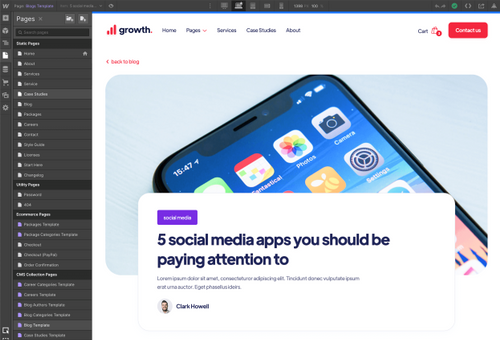 Page: Blog Template
Pages
Search pages
Static Pages
Home
About
Services
Service
Case Studies
Blog
Packages
Careers
Contact
Style Guide
Licenses
Start Here
Changelog
Utility Pages
Password
404
Ecommerce Pages
Packages Template
Package Categories Template
Checkout
Checkout (PayPal)
Order Confirmation
CMS Collection Pages
Career Categories Template
Careers Template
Blog Authors Template
Blog Categories Template
Blog Template
Case Studies Template
growth.
Home
Pages
Services
Case Studies
About
Cart
Contact us
back to blog
15:47
Fantastical
Photos
Camera
Settings
social media
5 social media apps you should be
paying attention to
Lorem ipsum dolor sit amet, consectetur adipiscing elit. Tincidunt donec vulputate ipsum
erat urna auctor. Eget phasellus ideirs.
Clark Howell